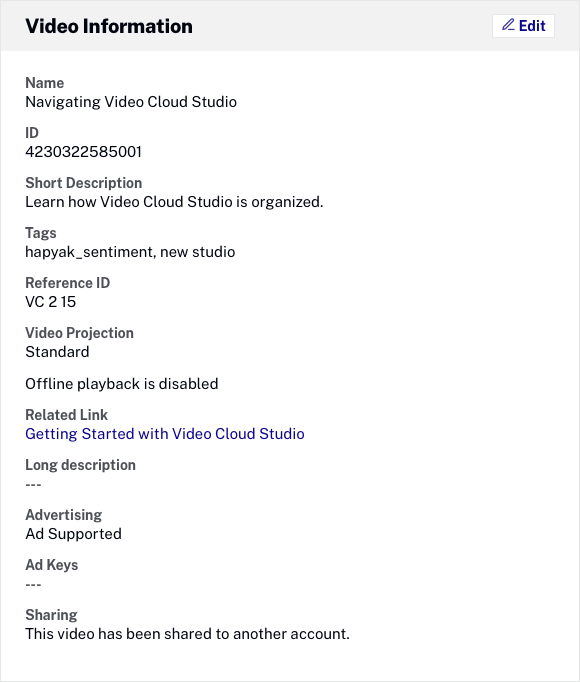 Video Information
Edit
Name
Navigating Video Cloud Studio
ID
4230322585001
Short Description
Learn how Video Cloud Studio is organized.
Tags
hapyak_sentiment, new studio
Reference ID
VC 2 15
Video Projection
Standard
Offline playback is disabled
Related Link
Getting Started with Video Cloud Studio
Long description
---
Advertising
Ad Supported
Ad Keys
---
Sharing
This video has been shared to another account.